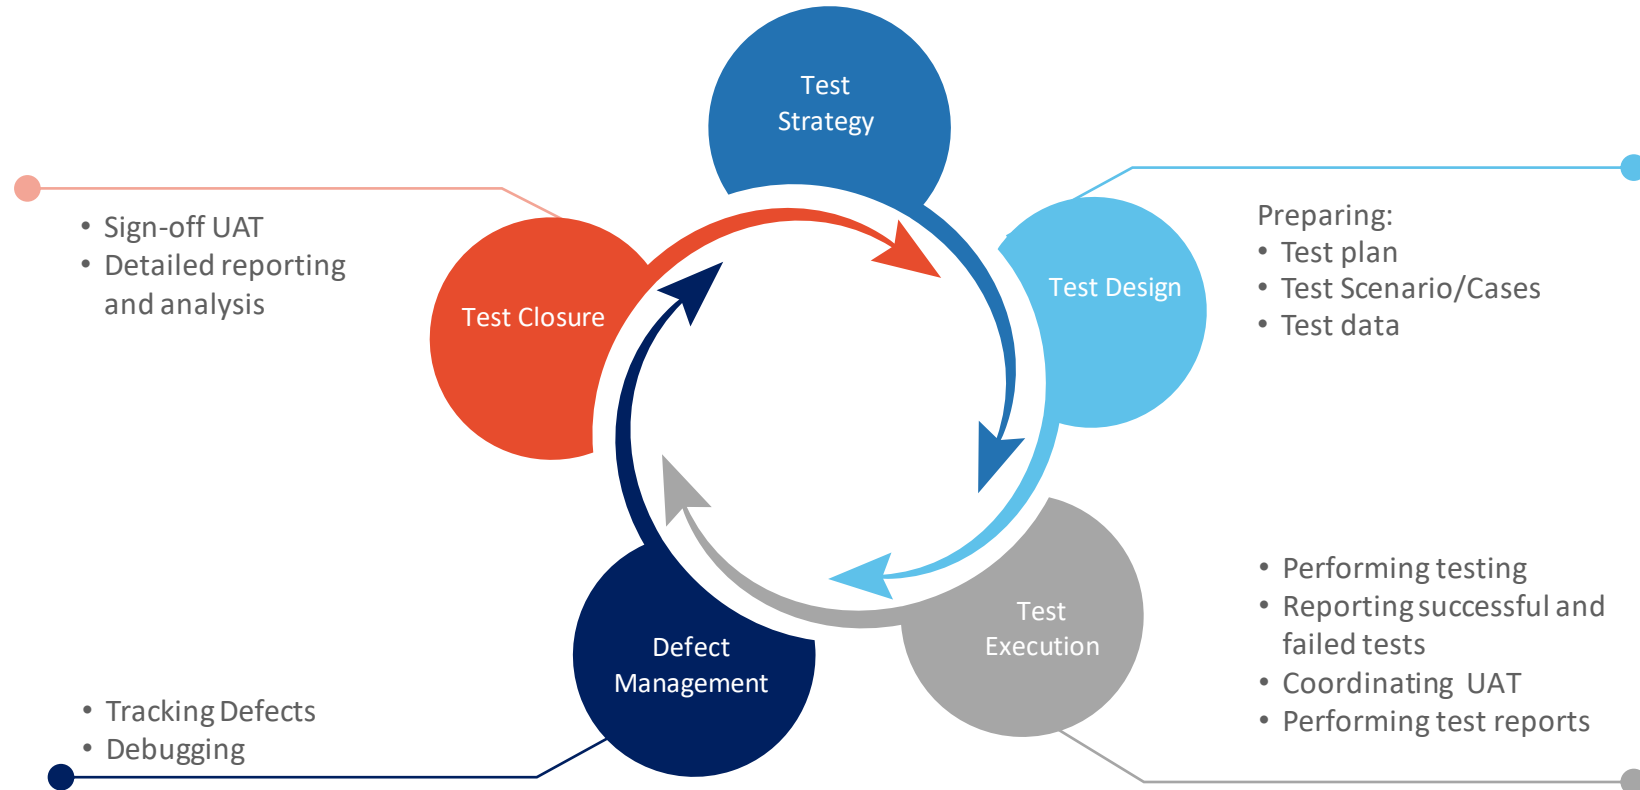 Test
Strategy
• Sign-off UAT
• Detailed reporting
and analysis
Test Closure
Test Design
Preparing:
• Test plan
• Test Scenario/Cases
• Test data
Defect
Management
• Tracking Defects
• Debugging
Test
Execution
• Performing testing
• Reporting successful and
failed tests
• Coordinating UAT
• Performing test reports